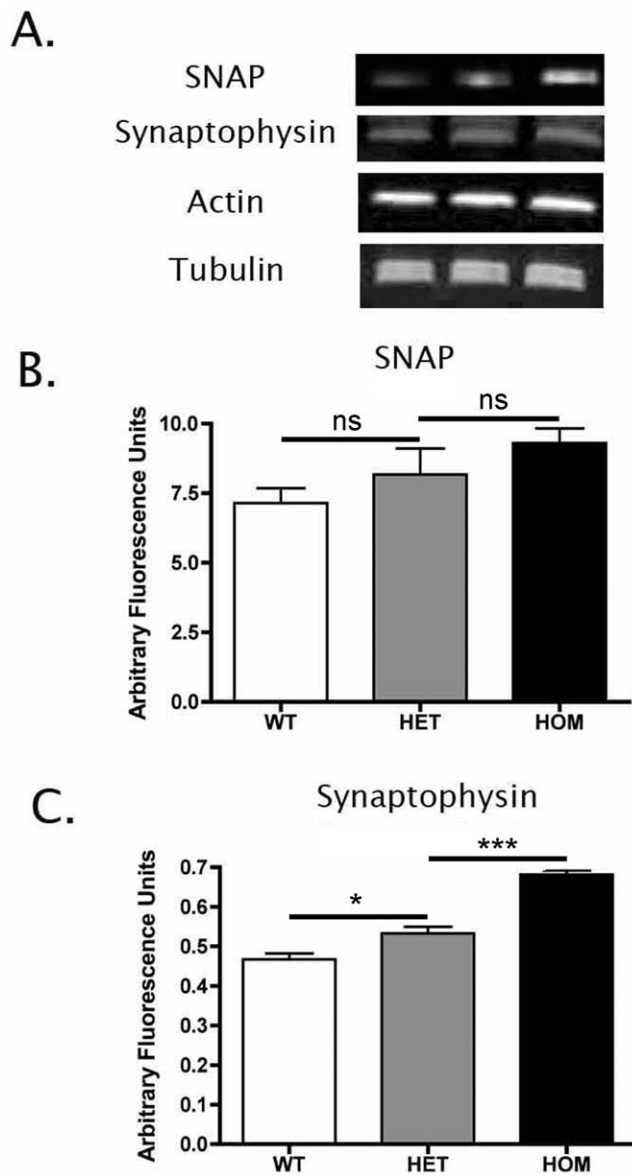 A.
SNAP
Synaptophysin
Actin
Tubulin
B.
SNAP
Arbitrary Fluorescence Units
10.0
7.5
5.0
2.5
0.0
ns
ns
WT HET HOM
C.
Synaptophysin
Arbitrary Fluorescence Units
0.7
0.6
0.5
0.4
0.3
0.2
0.1
0.0
*
***
WT HET HOM